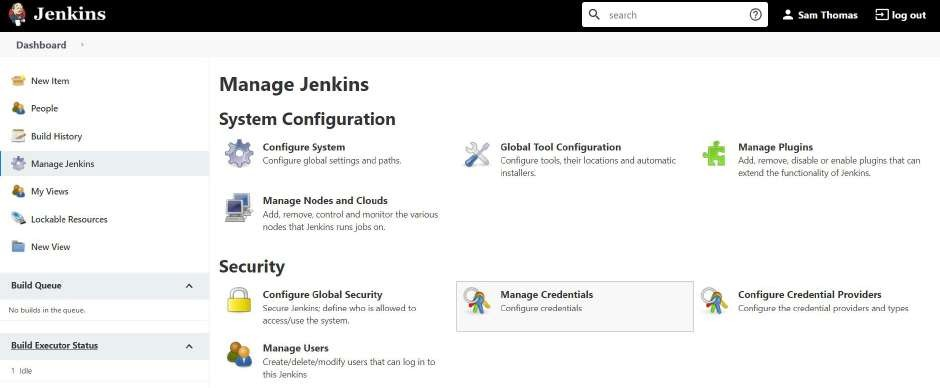 Jenkins
search
Sam Thomas
log out
Dashboard
New Item
People
Build History
Manage Jenkins
My Views
Lockable Resources
New View
Build Queue
No builds in the queue.
Build Executor Status
1 Idle
Manage Jenkins
System Configuration
Configure System
Configure global settings and paths.
Global Tool Configuration
Configure tools, their locations and automatic
installers.
Manage Plugins
Add, remove, disable or enable plugins that can
extend the functionality of Jenkins.
Manage Nodes and Clouds
Add, remove, control and monitor the various
nodes that Jenkins runs jobs on.
Security
Configure Global Security
Secure Jenkins; define who is allowed to
access/use the system.
Manage Credentials
Configure credentials
Configure Credential Providers
Configure the credential providers and types
Manage Users
Create/delete/modify users that can log in to
this Jenkins